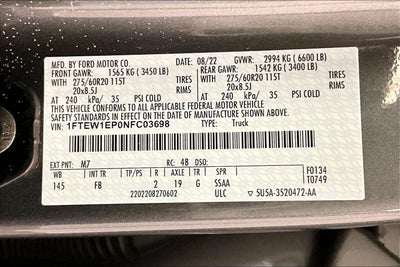 MFD. BY FORD MOTOR CO. 08/22 GVWR: 2994 KG (6600 LB)
FRONT GAWR: 1565 KG (3450 LB) REAR GAWR: 1542 KG (3400 LB)
275/60R20 115T TIRES 275/60R20 115T TIRES
20x8.5J RIMS 20x8.5J RIMS
AT 240 kPa/ 35 PSI COLD AT 240 kPa/ 35 PSI COLD
THIS VEHICLE CONFORMS TO ALL APPLICABLE FEDERAL MOTOR VEHICLE
SAFETY STANDARDS IN EFFECT ON THE DATE OF MANUFACTURE SHOWN ABOVE.
VIN: 1FTEW1EP0NFC03698 TYPE: Truck
EXT PNT: M7 RC: 48 DSO: F0134
WB INT TR TP/PS R AXLE TR SPR T0749
145 FB 2 19 G SSAA
2202208270602 ULC 5U5A-3520472-AA